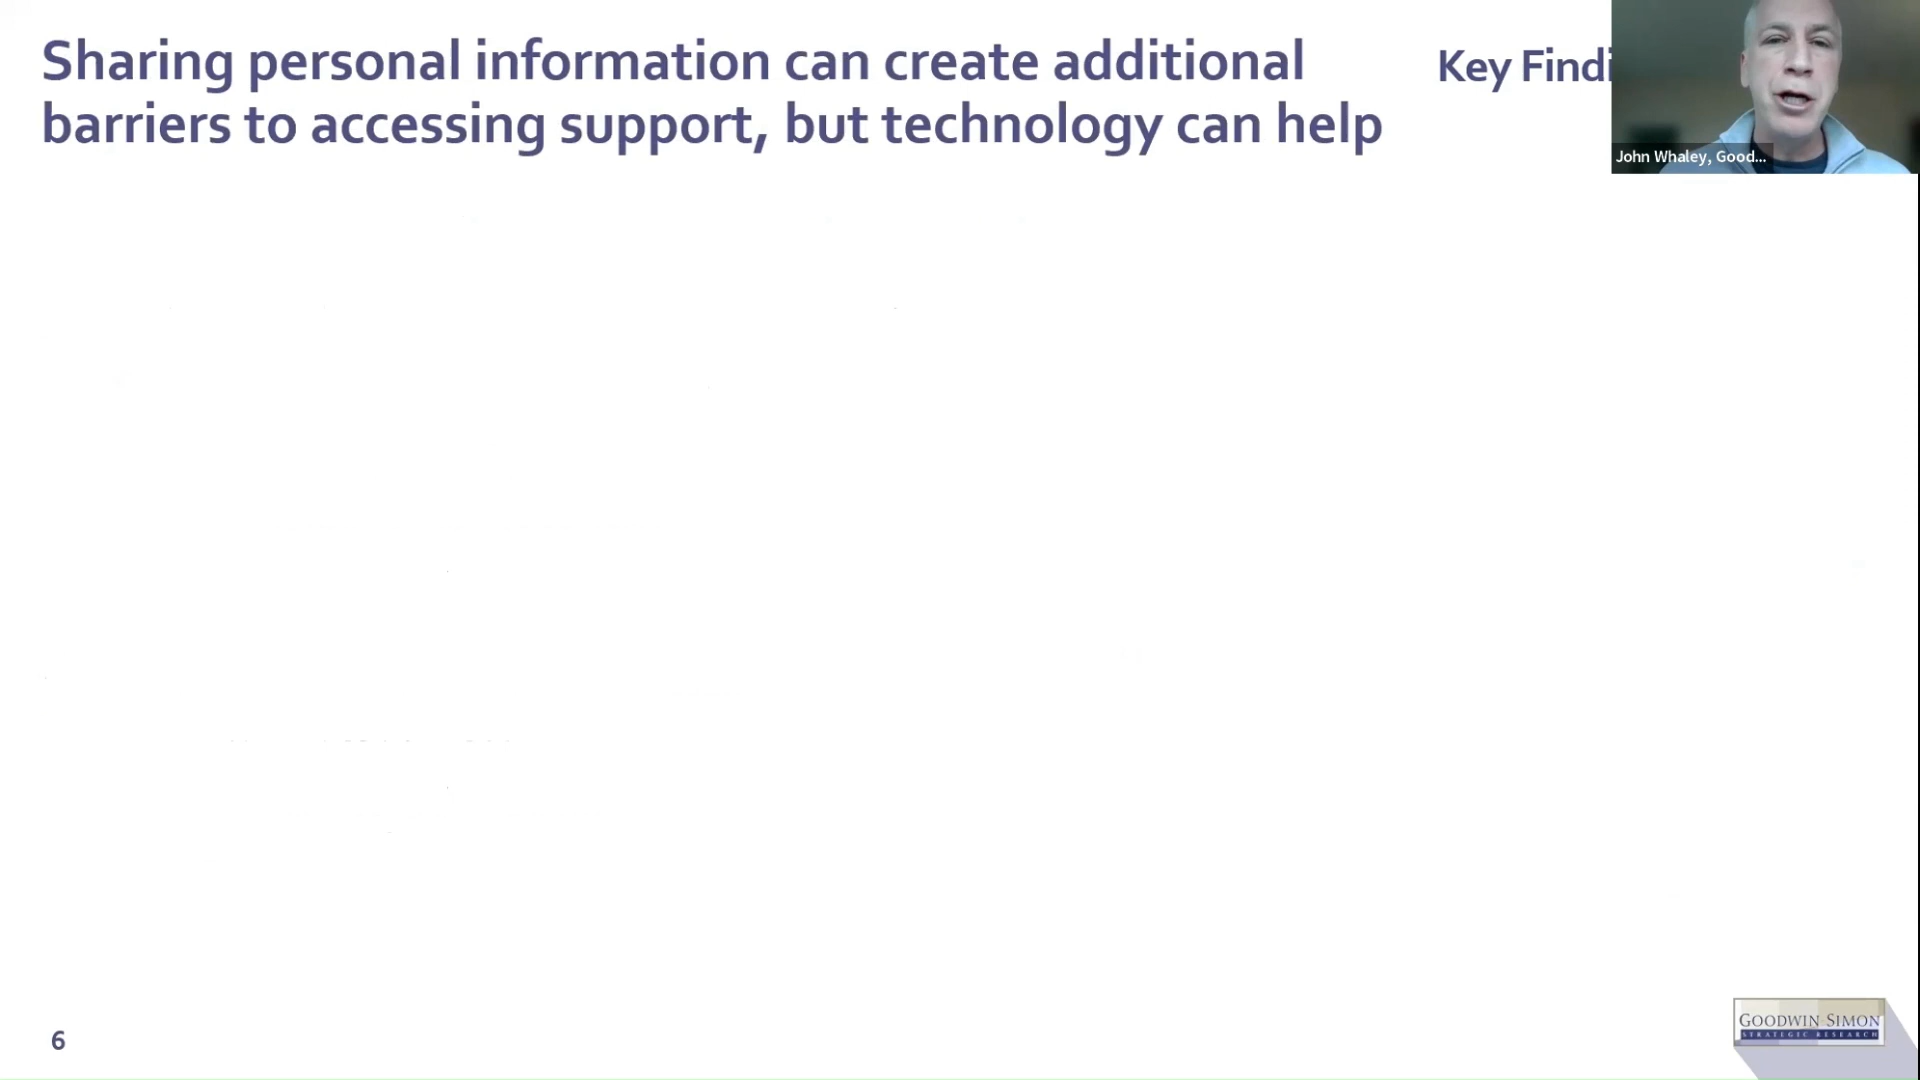 Sharing personal information can create additional
barriers to accessing support, but technology can help
Key Findi
John Whaley, Good...
6
GOODWIN SIMON
STRATEGIC RESEARCH